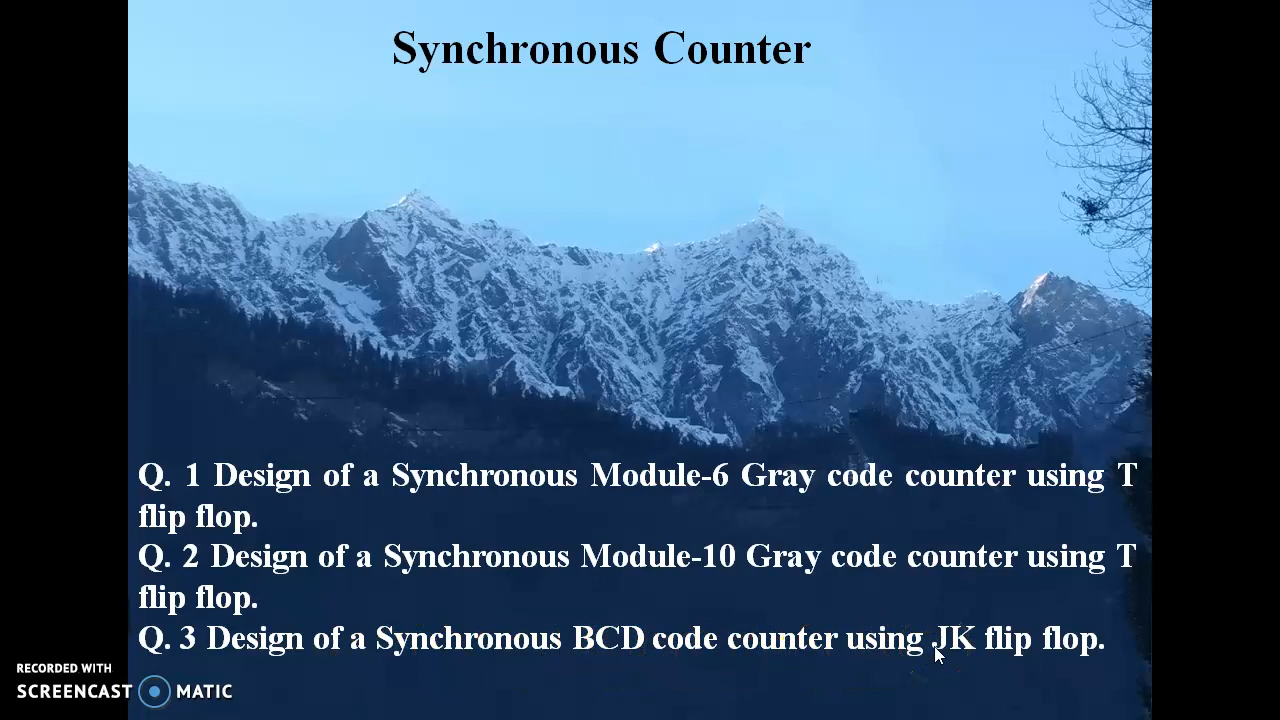 Synchronous Counter
Q. 1 Design of a Synchronous Module-6 Gray code counter using T
flip flop.
Q. 2 Design of a Synchronous Module-10 Gray code counter using T
flip flop.
Q. 3 Design of a Synchronous BCD code counter using JK flip flop.
RECORDED WITH
SCREENCAST MATIC